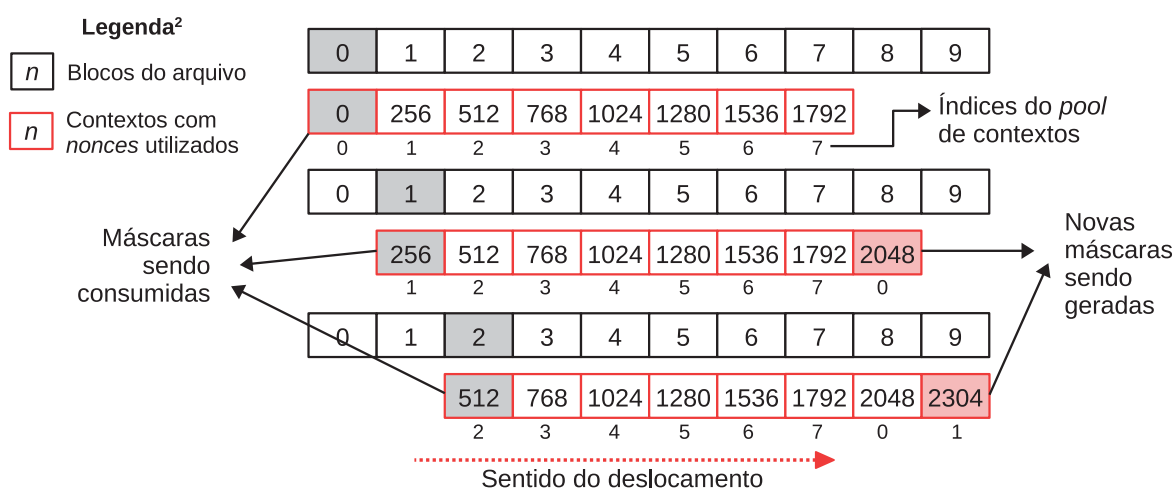 Legenda²
n Blocos do arquivo
n Contextos com
nonces utilizados
0 1 2 3 4 5 6 7 8 9
0 256 512 768 1024 1280 1536 1792
0 1 2 3 4 5 6 7
Índices do pool
de contextos
0 1 2 3 4 5 6 7 8 9
Máscaras
sendo
consumidas
256 512 768 1024 1280 1536 1792 2048
1 2 3 4 5 6 7 0
Novas
máscaras
sendo
geradas
0 1 2 3 4 5 6 7 8 9
512 768 1024 1280 1536 1792 2048 2304
2 3 4 5 6 7 0 1
Sentido do deslocamento